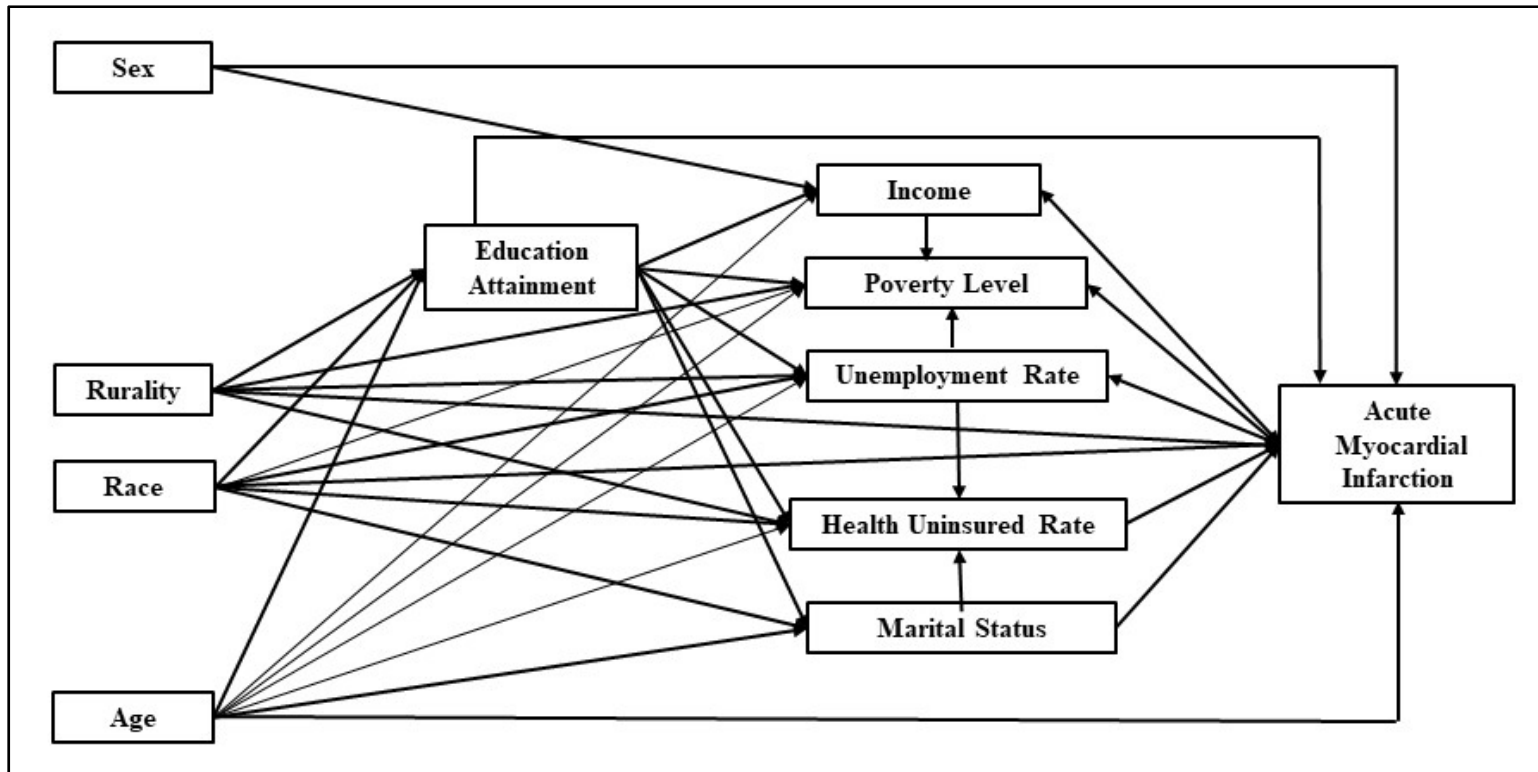 Sex
Income
Education
Attainment
Poverty Level
Unemployment Rate
Rurality
Acute
Myocardial
Infarction
Race
Health Uninsured Rate
Marital Status
Age